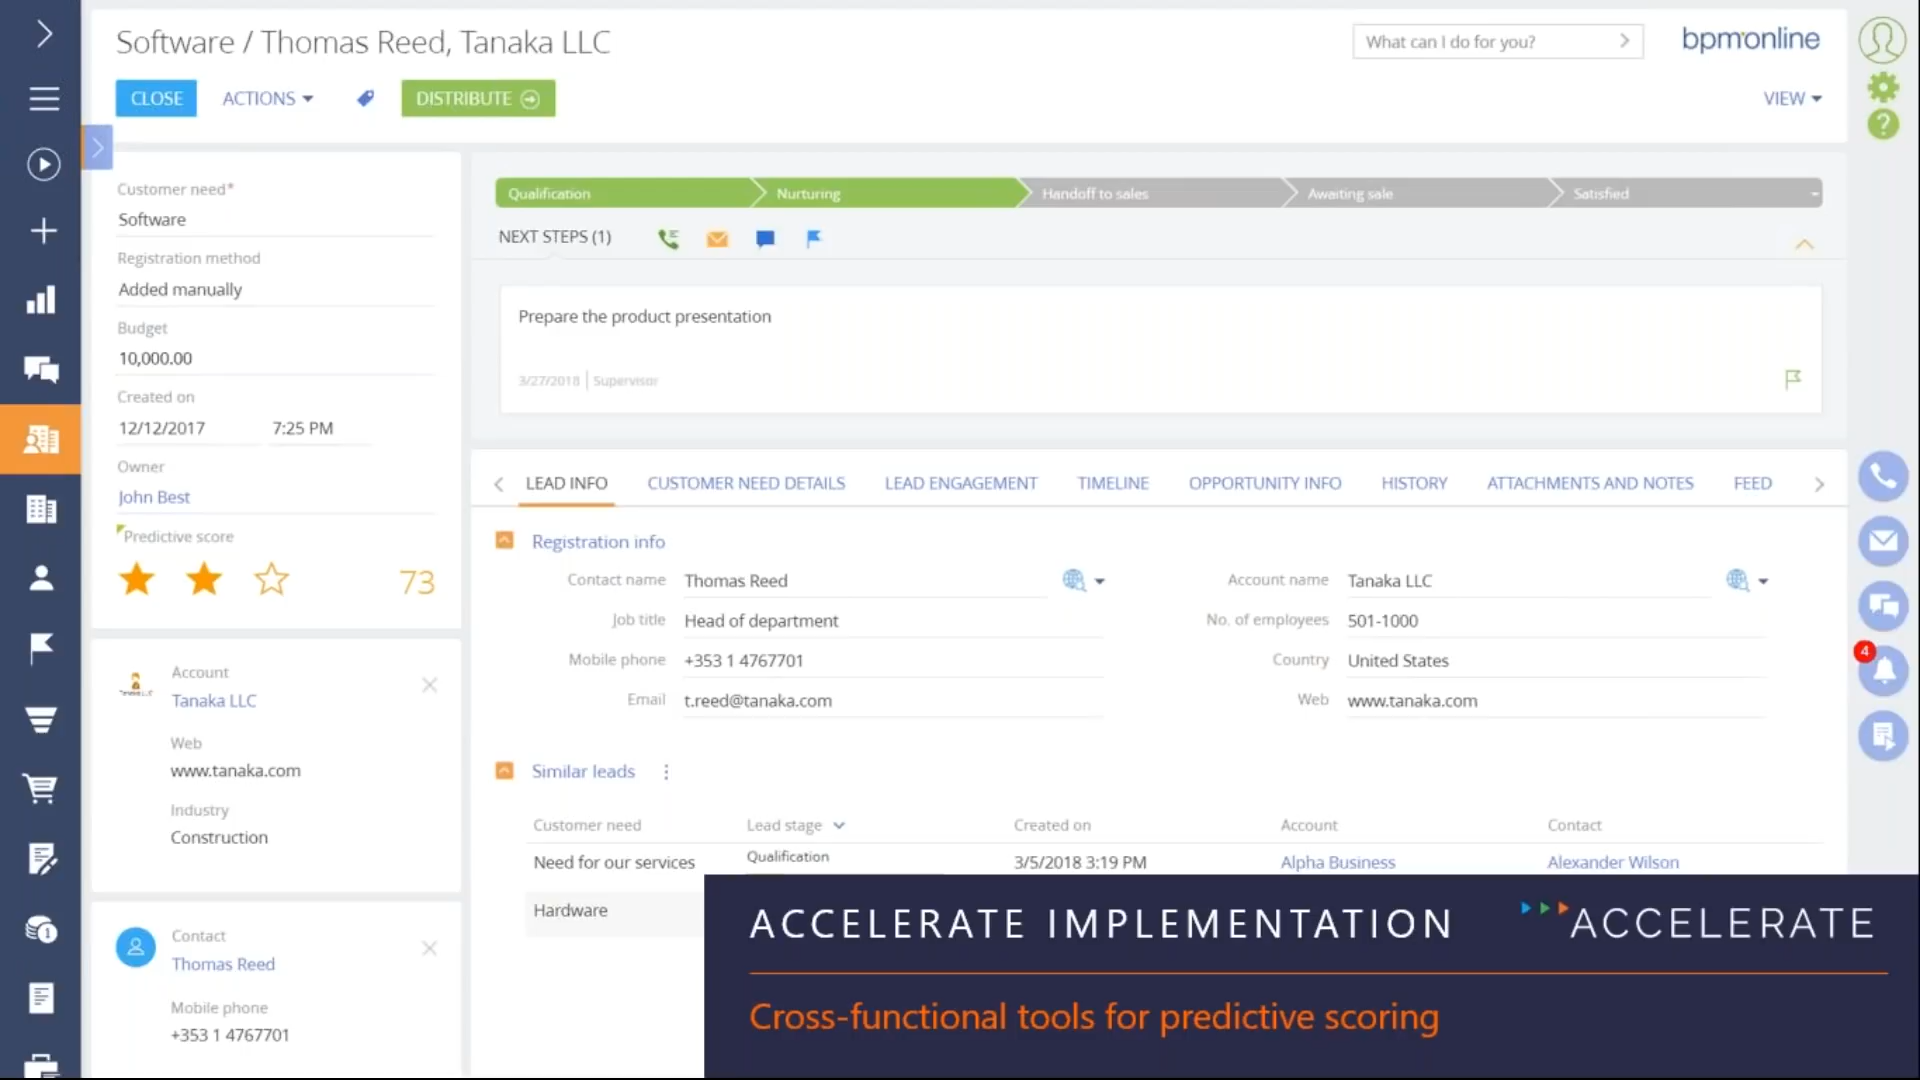 Software / Thomas Reed, Tanaka LLC
What can I do for you?
bpmonline
CLOSE
ACTIONS
DISTRIBUTE
VIEW
?
Customer need*
Software
Registration method
Added manually
Budget
10,000.00
Created on
12/12/2017 7:25 PM
Owner
John Best
Predictive score
73
Account
Tanaka LLC
Web
www.tanaka.com
Industry
Construction
Contact
Thomas Reed
Mobile phone
+353 1 4767701
1
Qualification
Nurturing
Handoff to sales
Awaiting sale
Satisfied
NEXT STEPS (1)
Prepare the product presentation
3/27/2018 | Supervisor
LEAD INFO
CUSTOMER NEED DETAILS
LEAD ENGAGEMENT
TIMELINE
OPPORTUNITY INFO
HISTORY
ATTACHMENTS AND NOTES
FEED
Registration info
Contact name Thomas Reed
Account name Tanaka LLC
Job title Head of department
No. of employees 501-1000
Mobile phone +353 1 4767701
Country United States
Email t.reed@tanaka.com
Web www.tanaka.com
4
Similar leads
Customer need Lead stage Created on Account Contact
Need for our services Qualification 3/5/2018 3:19 PM Alpha Business Alexander Wilson
Hardware
ACCELERATE IMPLEMENTATION
ACCELERATE
Cross-functional tools for predictive scoring